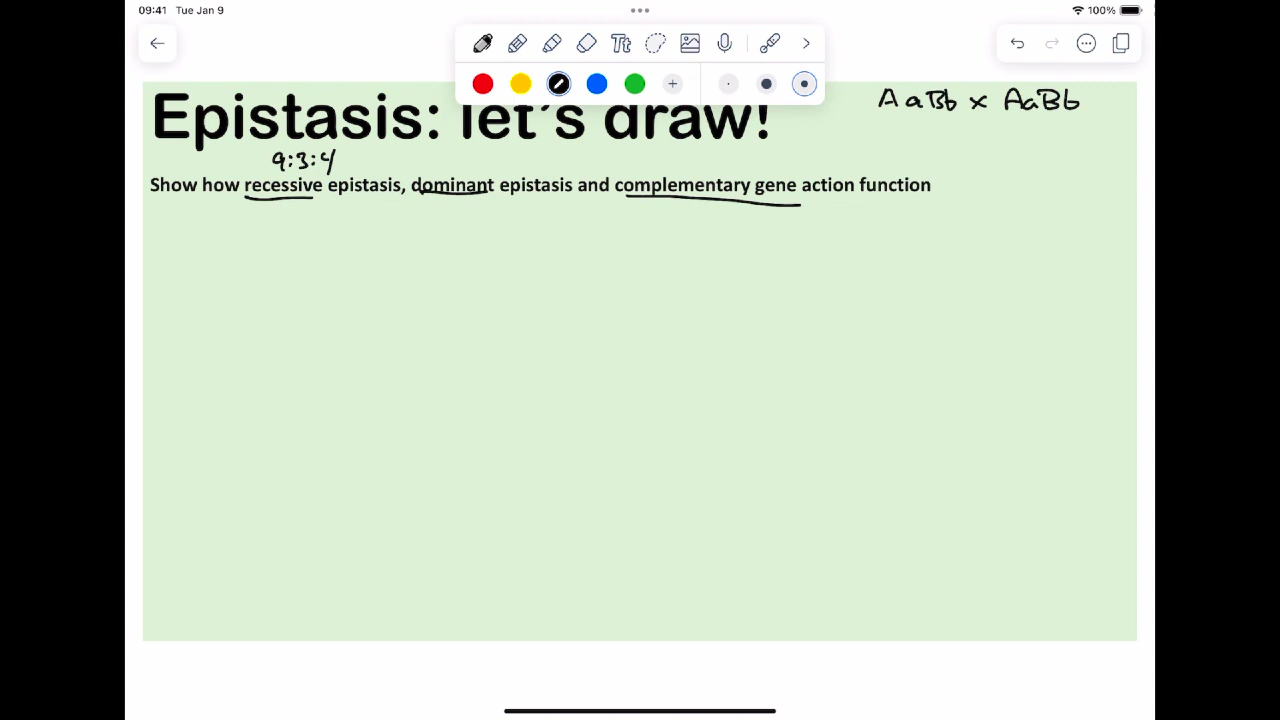 09:41 Tue Jan 9
100%
Tt
Epistasis: let's draw!
AaBb x AaBb
9:3:4
Show how recessive epistasis, dominant epistasis and complementary gene action function